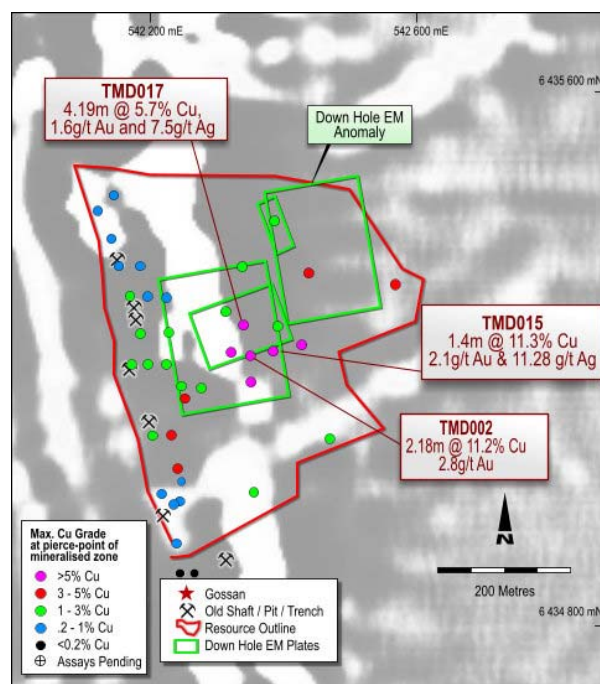 542 200 mE
542 600 mE
6 435 600 mN
TMD017
4.19m @ 5.7% Cu,
1.6g/t Au and 7.5g/t Ag
Down Hole EM
Anomaly
TMD015
1.4m @ 11.3% Cu
2.1g/t Au & 11.28 g/t Ag
TMD002
2.18m @ 11.2% Cu
2.8g/t Au
N
200 Metres
6 434 800 mN
Max. Cu Grade
at pierce-point of
mineralised zone
>5% Cu
3 - 5% Cu
1 - 3% Cu
.2 - 1% Cu
<0.2% Cu
Assays Pending
Gossan
Old Shaft / Pit / Trench
Resource Outline
Down Hole EM Plates